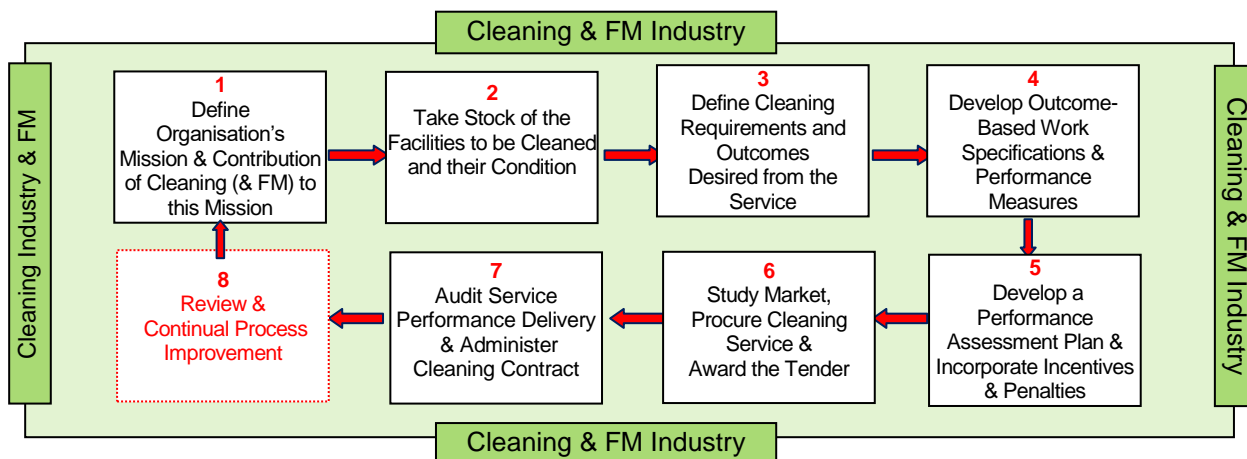 Cleaning & FM Industry
Cleaning Industry & FM
1
Define
Organisation's
Mission & Contribution
of Cleaning (& FM) to
this Mission
2
Take Stock of the
Facilities to be Cleaned
and their Condition
3
Define Cleaning
Requirements and
Outcomes
Desired from the
Service
4
Develop Outcome-
Based Work
Specifications &
Performance
Measures
Cleaning & FM Industry
8
Review &
Continual Process
Improvement
7
Audit Service
Performance Delivery
& Administer
Cleaning Contract
6
Study Market,
Procure Cleaning
Service &
Award the Tender
5
Develop a
Performance
Assessment Plan &
Incorporate Incentives
& Penalties
Cleaning & FM Industry